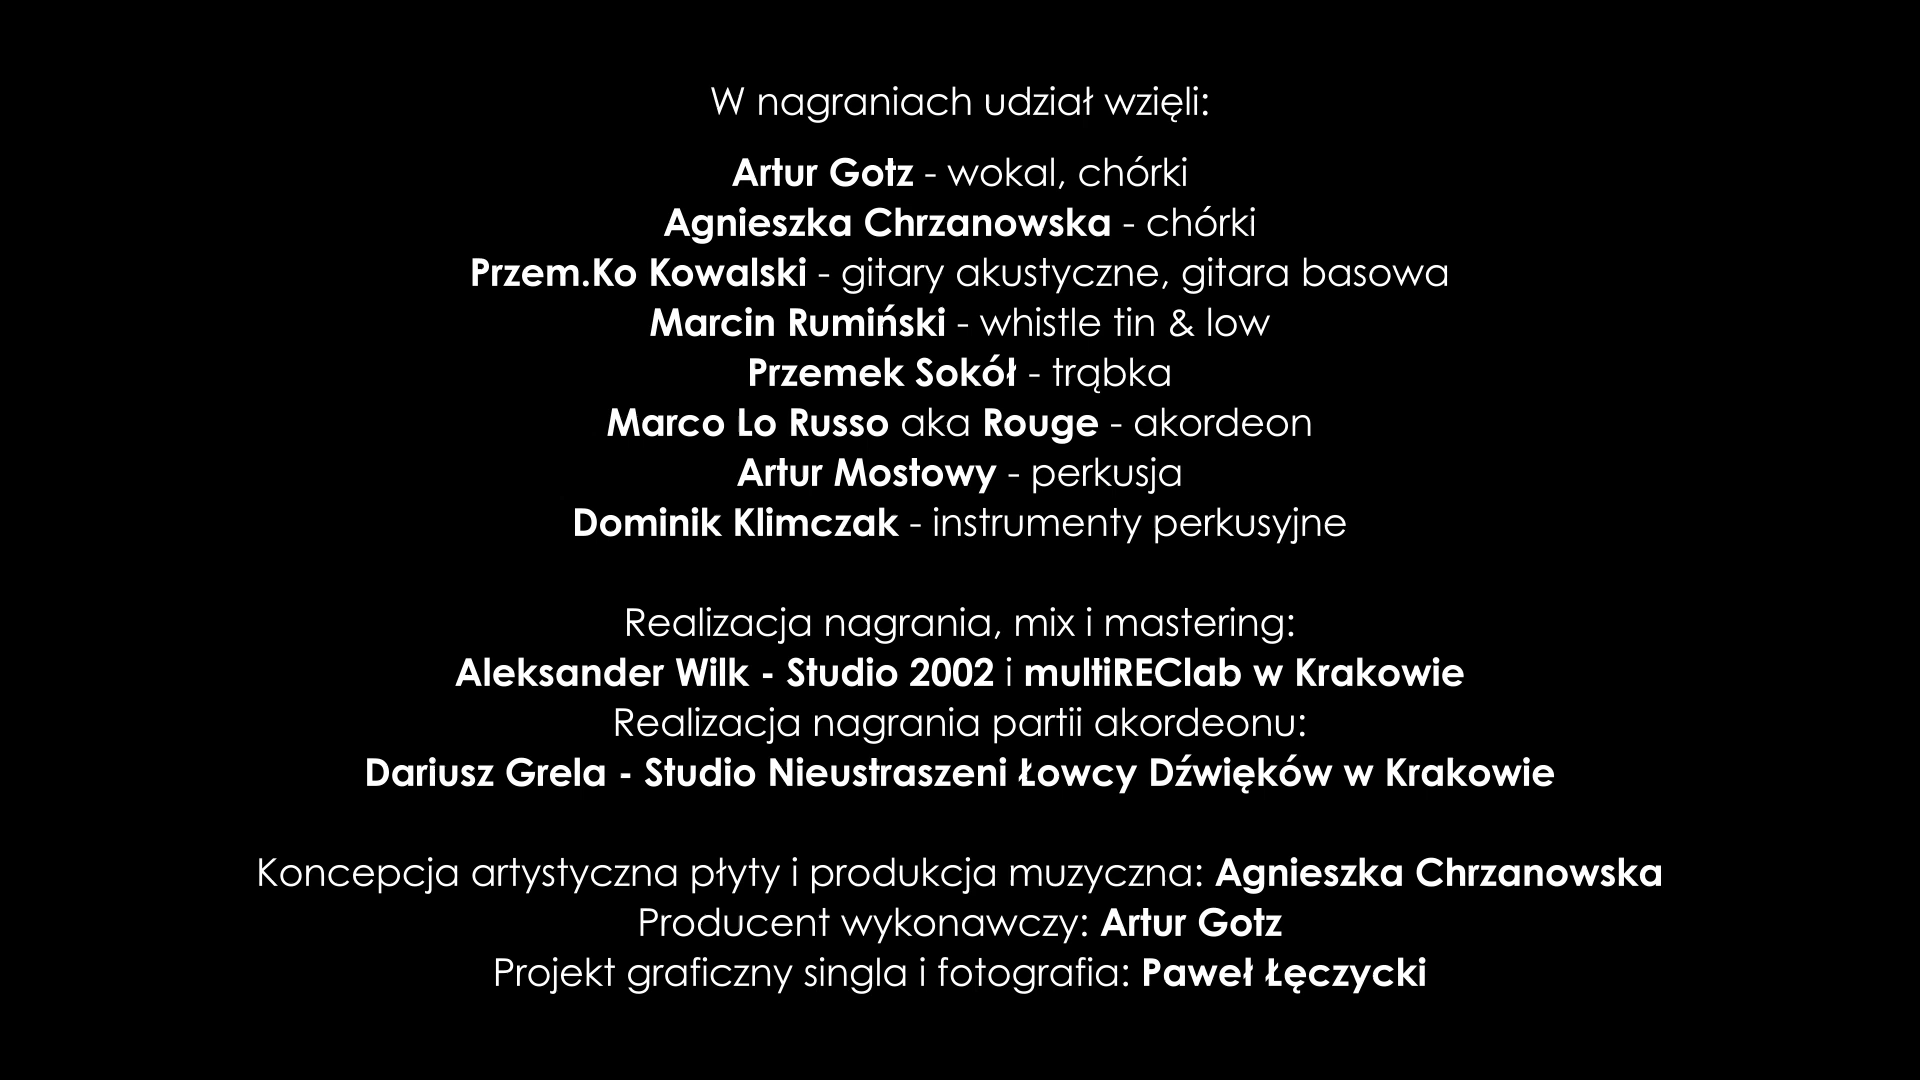 W nagraniach udział wzięli:
Artur Gotz - wokal, chórki
Agnieszka Chrzanowska - chórki
Przem.Ko Kowalski - gitary akustyczne, gitara basowa
Marcin Rumiński - whistle tin & low
Przemek Sokół - trąbka
Marco Lo Russo aka Rouge - akordeon
Artur Mostowy - perkusja
Dominik Klimczak - instrumenty perkusyjne
Realizacja nagrania, mix i mastering:
Aleksander Wilk - Studio 2002 i multiREClab w Krakowie
Realizacja nagrania partii akordeonu:
Dariusz Grela - Studio Nieustraszeni Łowcy Dźwięków w Krakowie
Koncepcja artystyczna płyty i produkcja muzyczna: Agnieszka Chrzanowska
Producent wykonawczy: Artur Gotz
Projekt graficzny singla i fotografia: Paweł Łęczycki